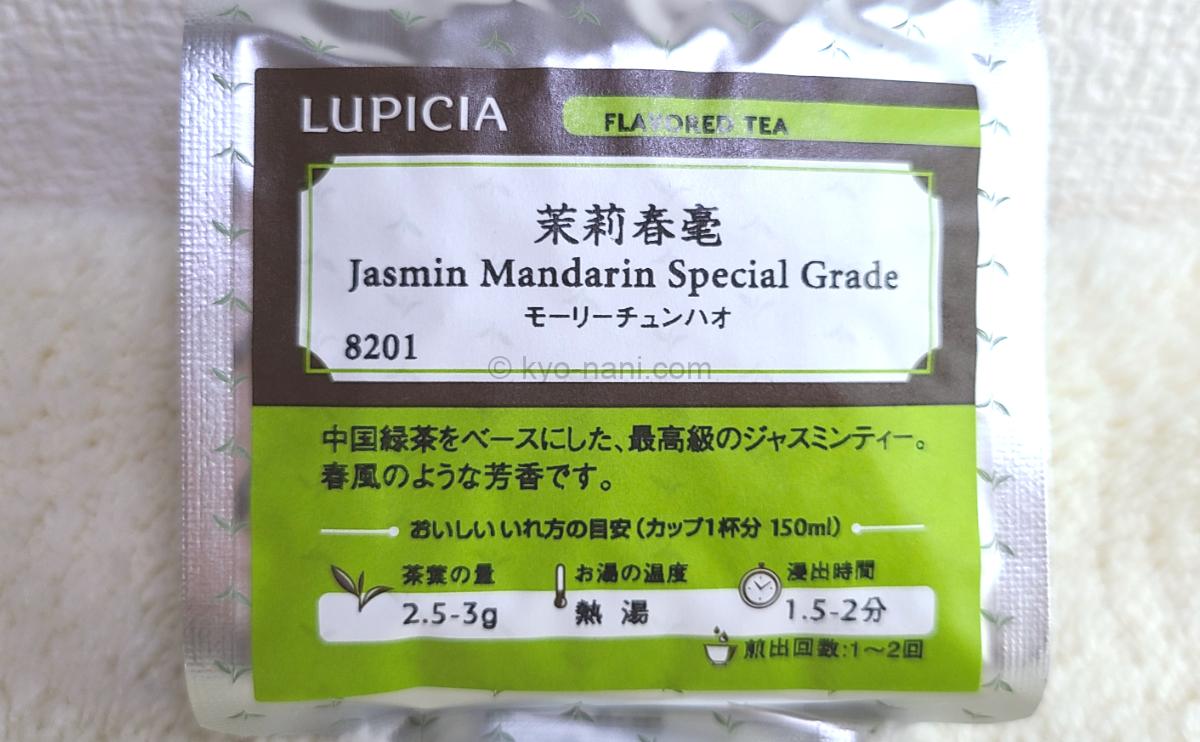 LUPICIA
FLAVORED TEA
茉莉春毫
Jasmin Mandarin Special Grade
モーリーチュンハオ
8201
© kyo-nani.com
中国緑茶をベースにした、最高級のジャスミンティー。
春風のような芳香です。
おいしいいれ方の目安(カップ1杯分 150ml)
茶葉の量
2.5-3g
お湯の温度
熱湯
浸出時間
1.5-2分
煎出回数:1〜2回